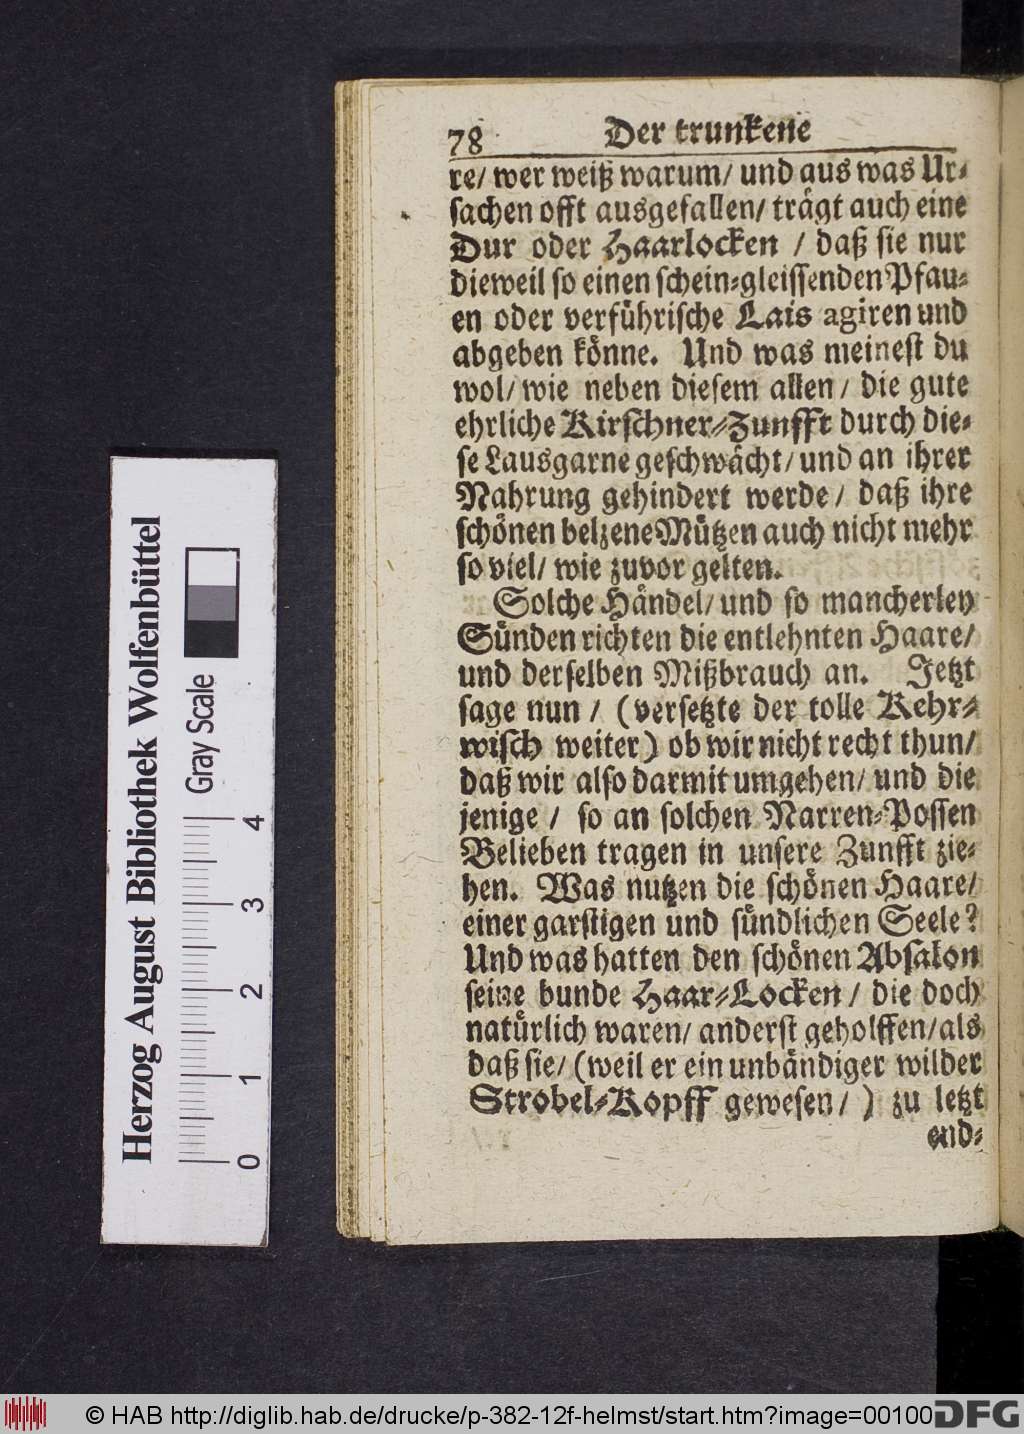 78 Der trunkene
re/ wer weiß warum/ und aus was Ur-
sachen offt ausgefallen/ trägt auch eine
Dur oder Haarlocken / daß sie nur
dieweil so einen schein-gleissenden Pfau-
en oder verführische Lais agiren und
abgeben könne. Und was meinest du
wol/ wie neben diesem allen/ die gute
ehrliche Kirschner-Zunfft durch die-
se Lausgarne geschwächt/ und an ihrer
Nahrung gehindert werde/ daß ihre
schönen belzene Mützen auch nicht mehr
so viel/ wie zuvor gelten.
Solche Händel/ und so mancherley
Sünden richten die entlehnten Haare/
und derselben Mißbrauch an. Jetzt
sage nun / (versetzte der tolle Kehr-
wisch weiter) ob wir nicht recht thun/
daß wir also darmit umgehen/ und die
jenige / so an solchen Narren-Possen
Belieben tragen in unsere Zunfft zie-
hen. Was nutzen die schönen Haare/
einer garstigen und sündlichen Seele?
Und was hatten den schönen Absalon
seine bunde Haar-Locken / die doch
natürlich waren/ anderst geholffen/ als
daß sie/ (weil er ein unbändiger wilder
Strobel-Kopff gewesen/ ) zu letzt
end-
Herzog August Bibliothek Wolfenbüttel
Gray Scale
0 1 2 3 4
© HAB http://diglib.hab.de/drucke/p-382-12f-helmst/start.htm?image=00100
DFG